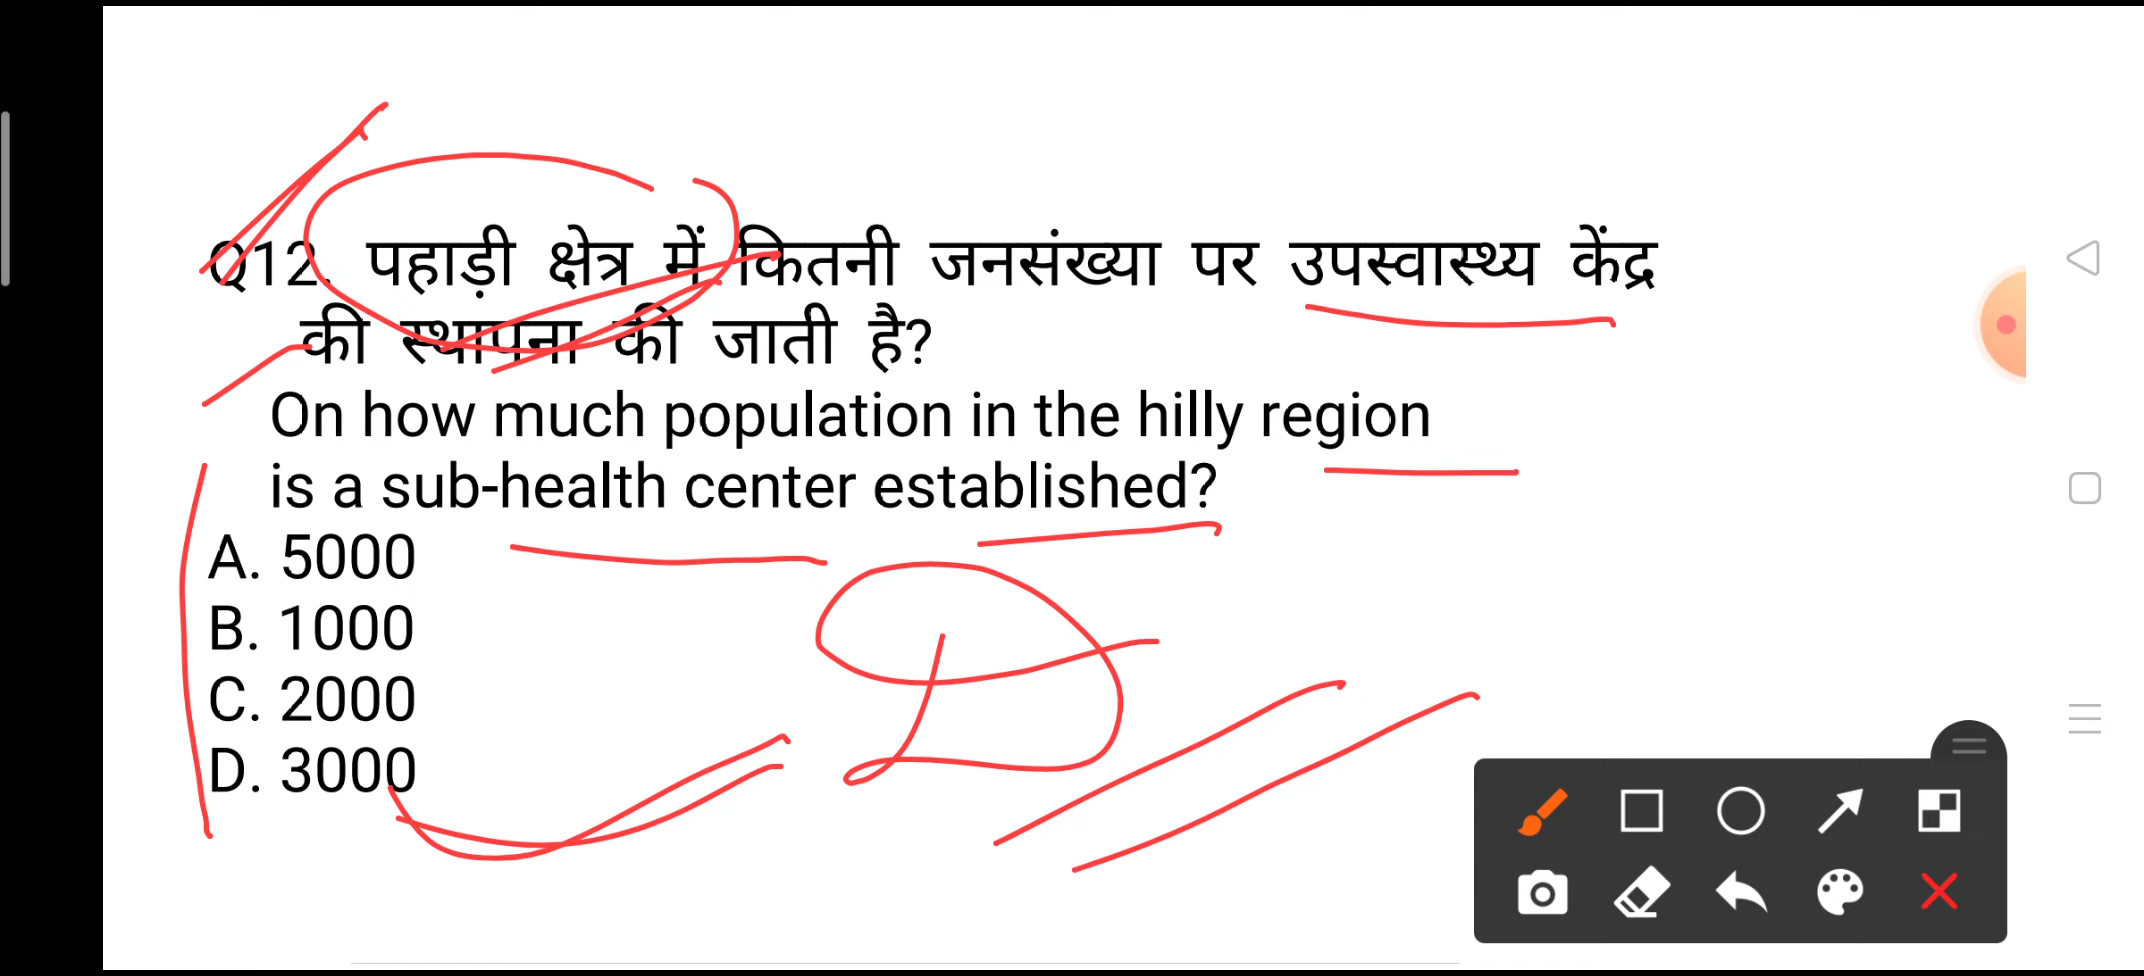 Q12. पहाड़ी क्षेत्र में कितनी जनसंख्या पर उपस्वास्थ्य केंद्र
की स्थापना की जाती है?
On how much population in the hilly region
is a sub-health center established?
A. 5000
B. 1000
C. 2000
D. 3000
D